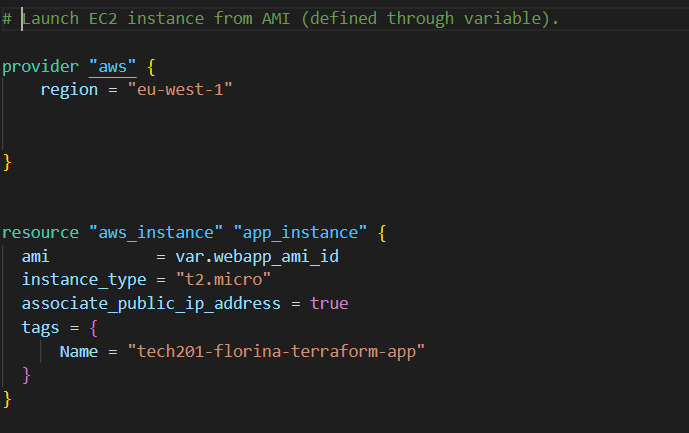 # Launch EC2 instance from AMI (defined through variable).
provider "aws" {
    region = "eu-west-1"
}
resource "aws_instance" "app_instance" {
  ami           = var.webapp_ami_id
  instance_type = "t2.micro"
  associate_public_ip_address = true
  tags = {
      Name = "tech201-florina-terraform-app"
  }
}